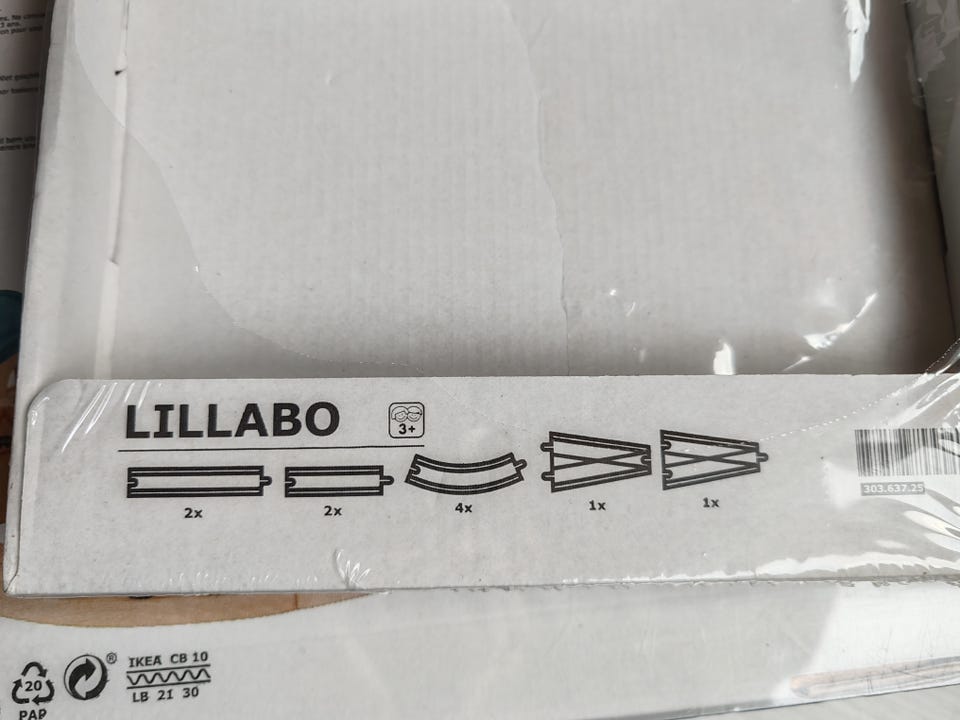 LILLABO
3+
2x
2x
4x
1x
1x
303.637.25
®
IKEA CB 10
LB 21 30
20
PAP